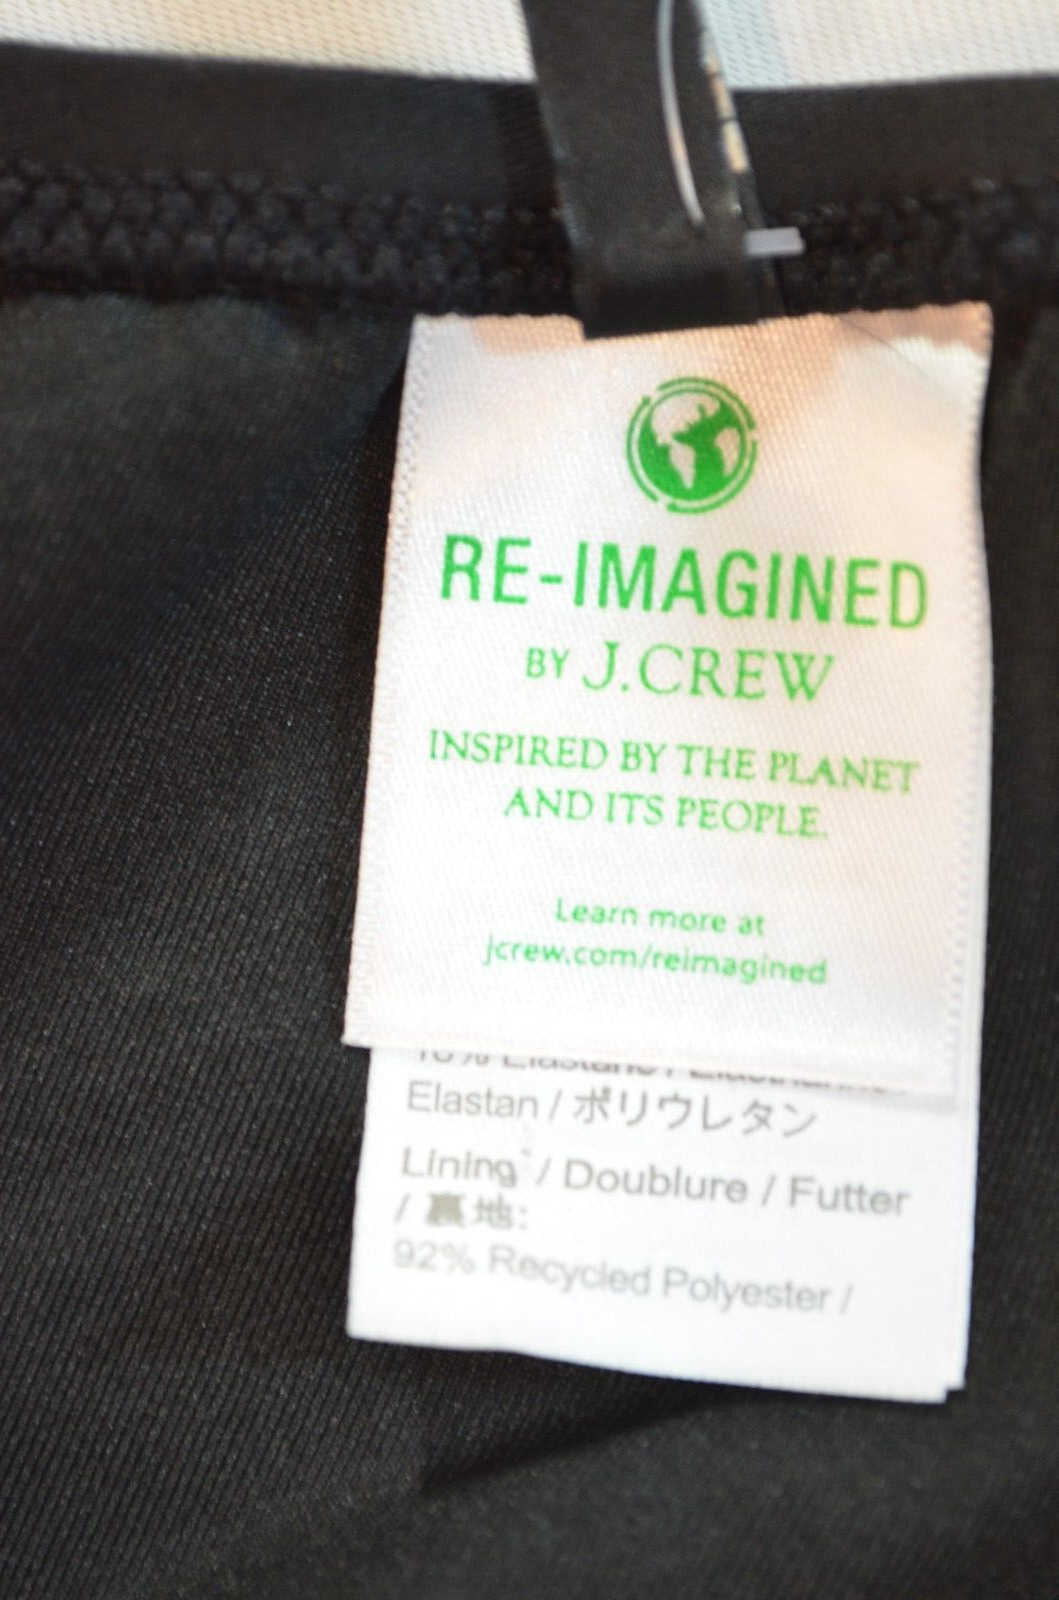 RE-IMAGINED
BY J.CREW
INSPIRED BY THE PLANET
AND ITS PEOPLE.
Learn more at
jcrew.com/reimagined
Elastane /
Elastan / ポリウレタン
Lining / Doublure / Futter
/ 裏地:
92% Recycled Polyester /